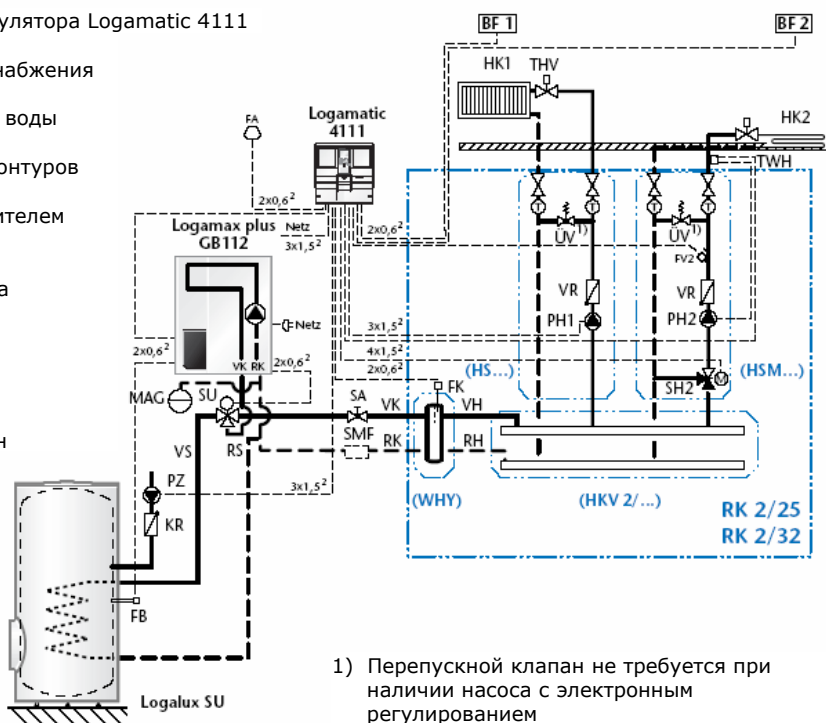 улятора Logamatic 4111
набжения
воды
онтуров
ителем
а
н
BF 1
BF 2
HK1
THV
HK2
FA
Logamatic
4111
TWH
2x0,6²
Logamax plus
GB112
Netz
3x1,5²
2x0,6²
ÜV 1)
ÜV 1)
FV2
VR
VR
Netz
3x1,5²
PH1
PH2
2x0,6²
4x1,5²
VK
RK
2x0,6²
2x0,6²
(HS...)
(HSM...)
M
MAG
SU
FK
SH2
SA
VK
VH
SMF
RK
RH
VS
RS
PZ
3x1,5²
(WHY)
(HKV 2/...)
RK 2/25
RK 2/32
KR
FB
Logalux SU
1) Перепускной клапан не требуется при
наличии насоса с электронным
регулированием
T
T
T
T